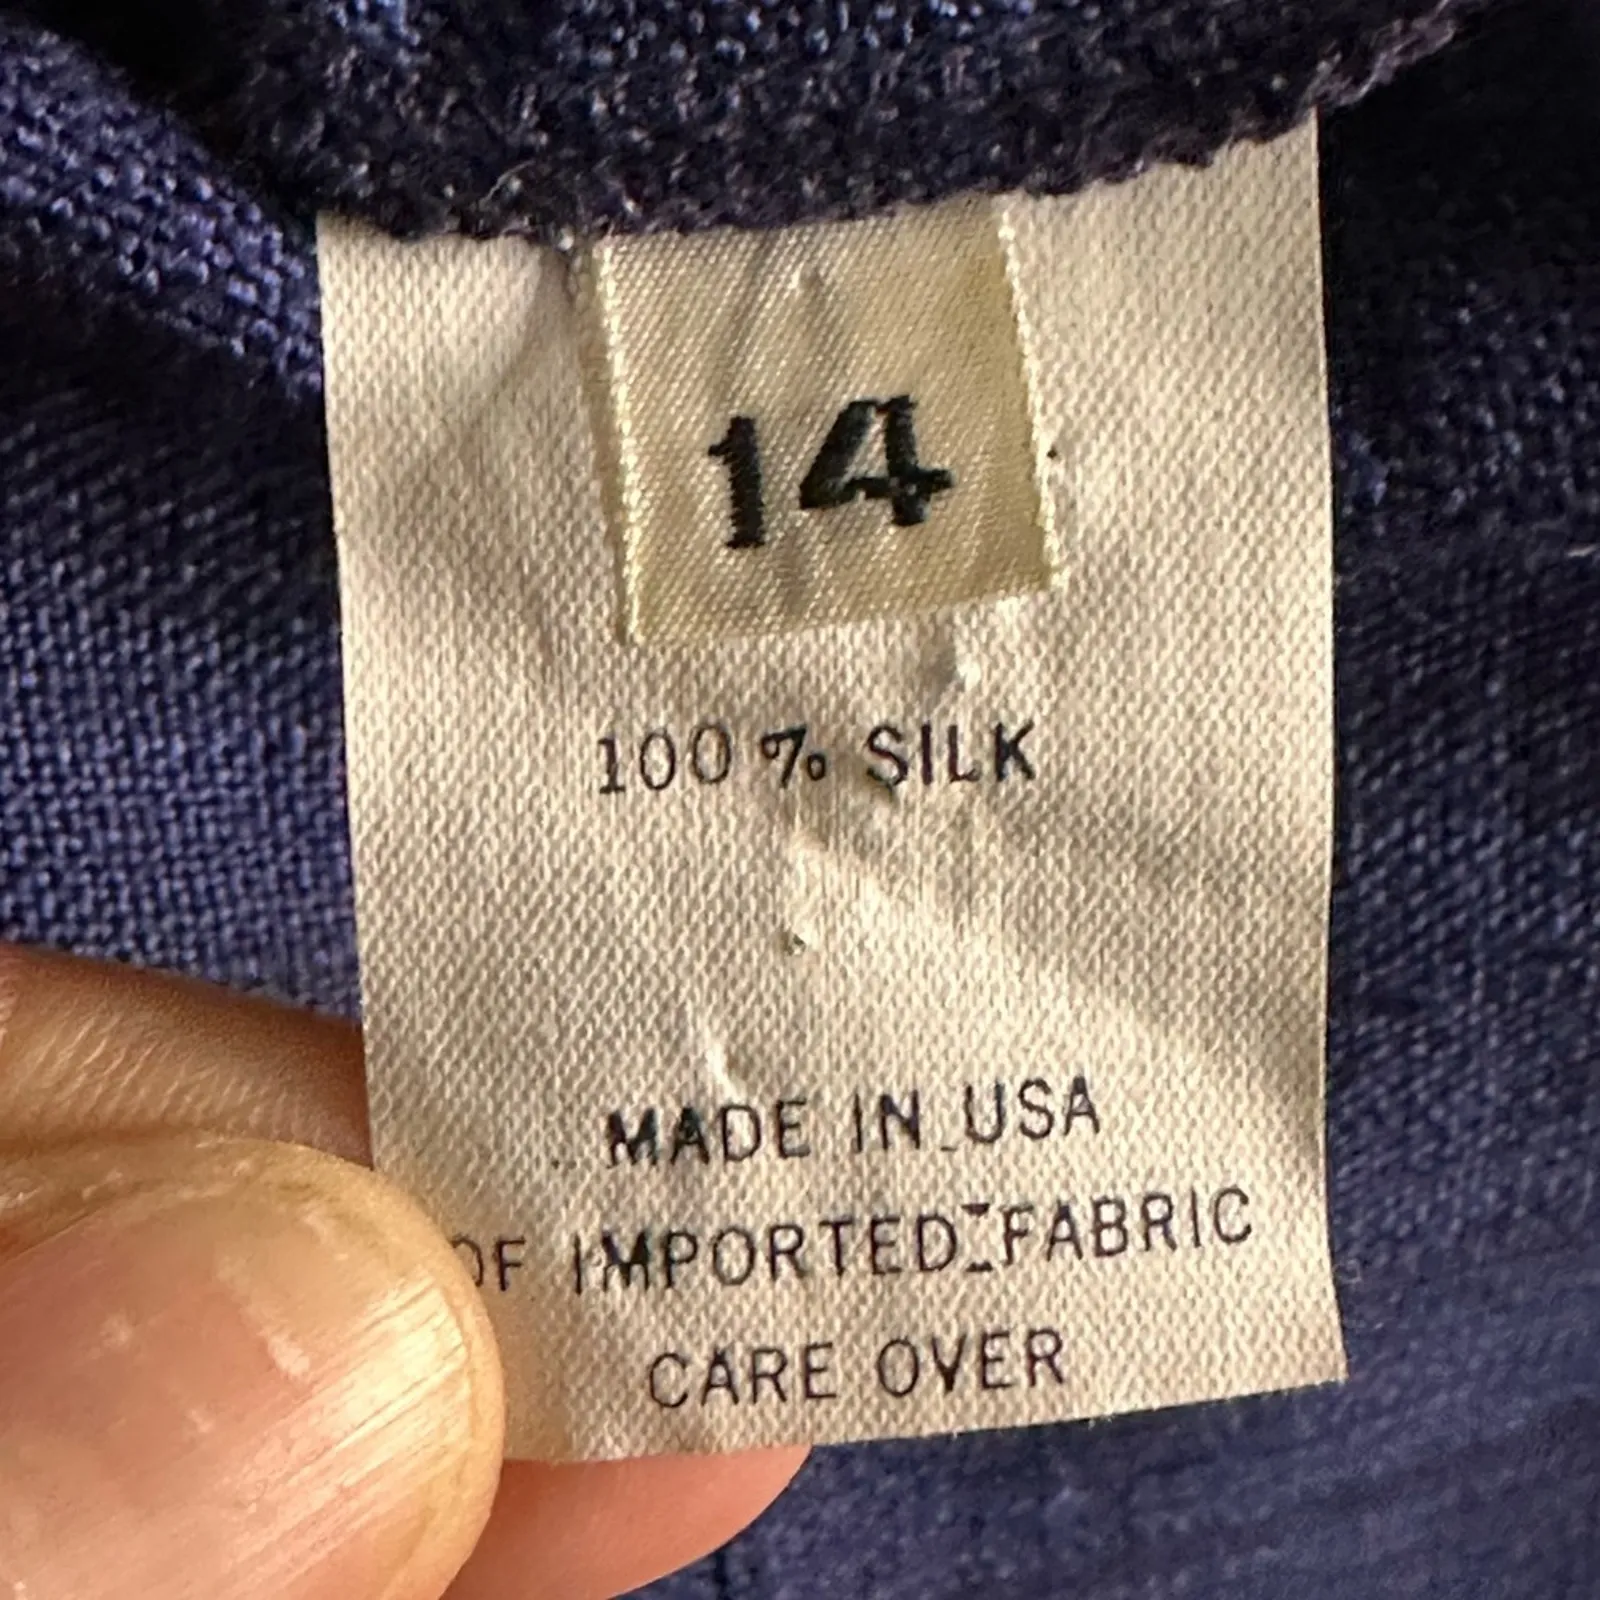 14
100% SILK
MADE IN USA
OF IMPORTED FABRIC
CARE OVER